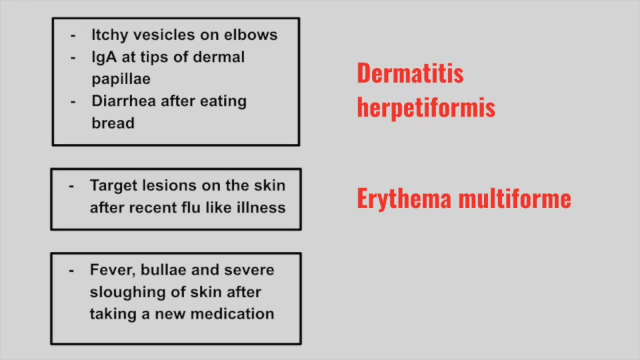 - Itchy vesicles on elbows
- IgA at tips of dermal
papillae
- Diarrhea after eating
bread
Dermatitis
herpetiformis
- Target lesions on the skin
after recent flu like illness
Erythema multiforme
- Fever, bullae and severe
sloughing of skin after
taking a new medication